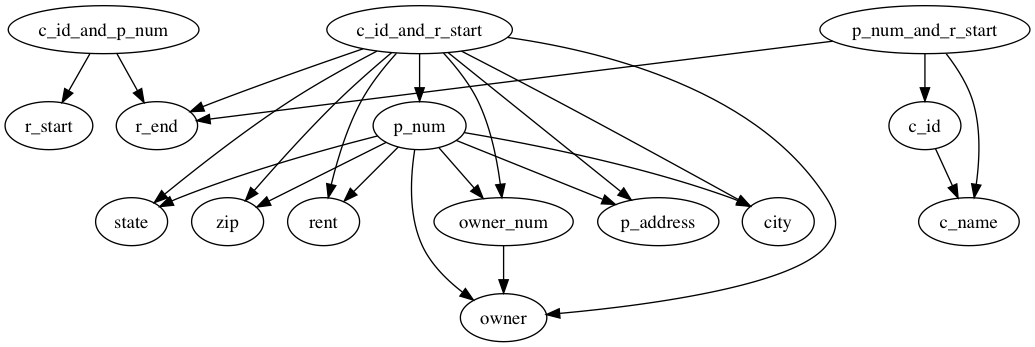 c_id_and_p_num
c_id_and_r_start
p_num_and_r_start
r_start
r_end
p_num
c_id
state
zip
rent
owner_num
p_address
city
c_name
owner